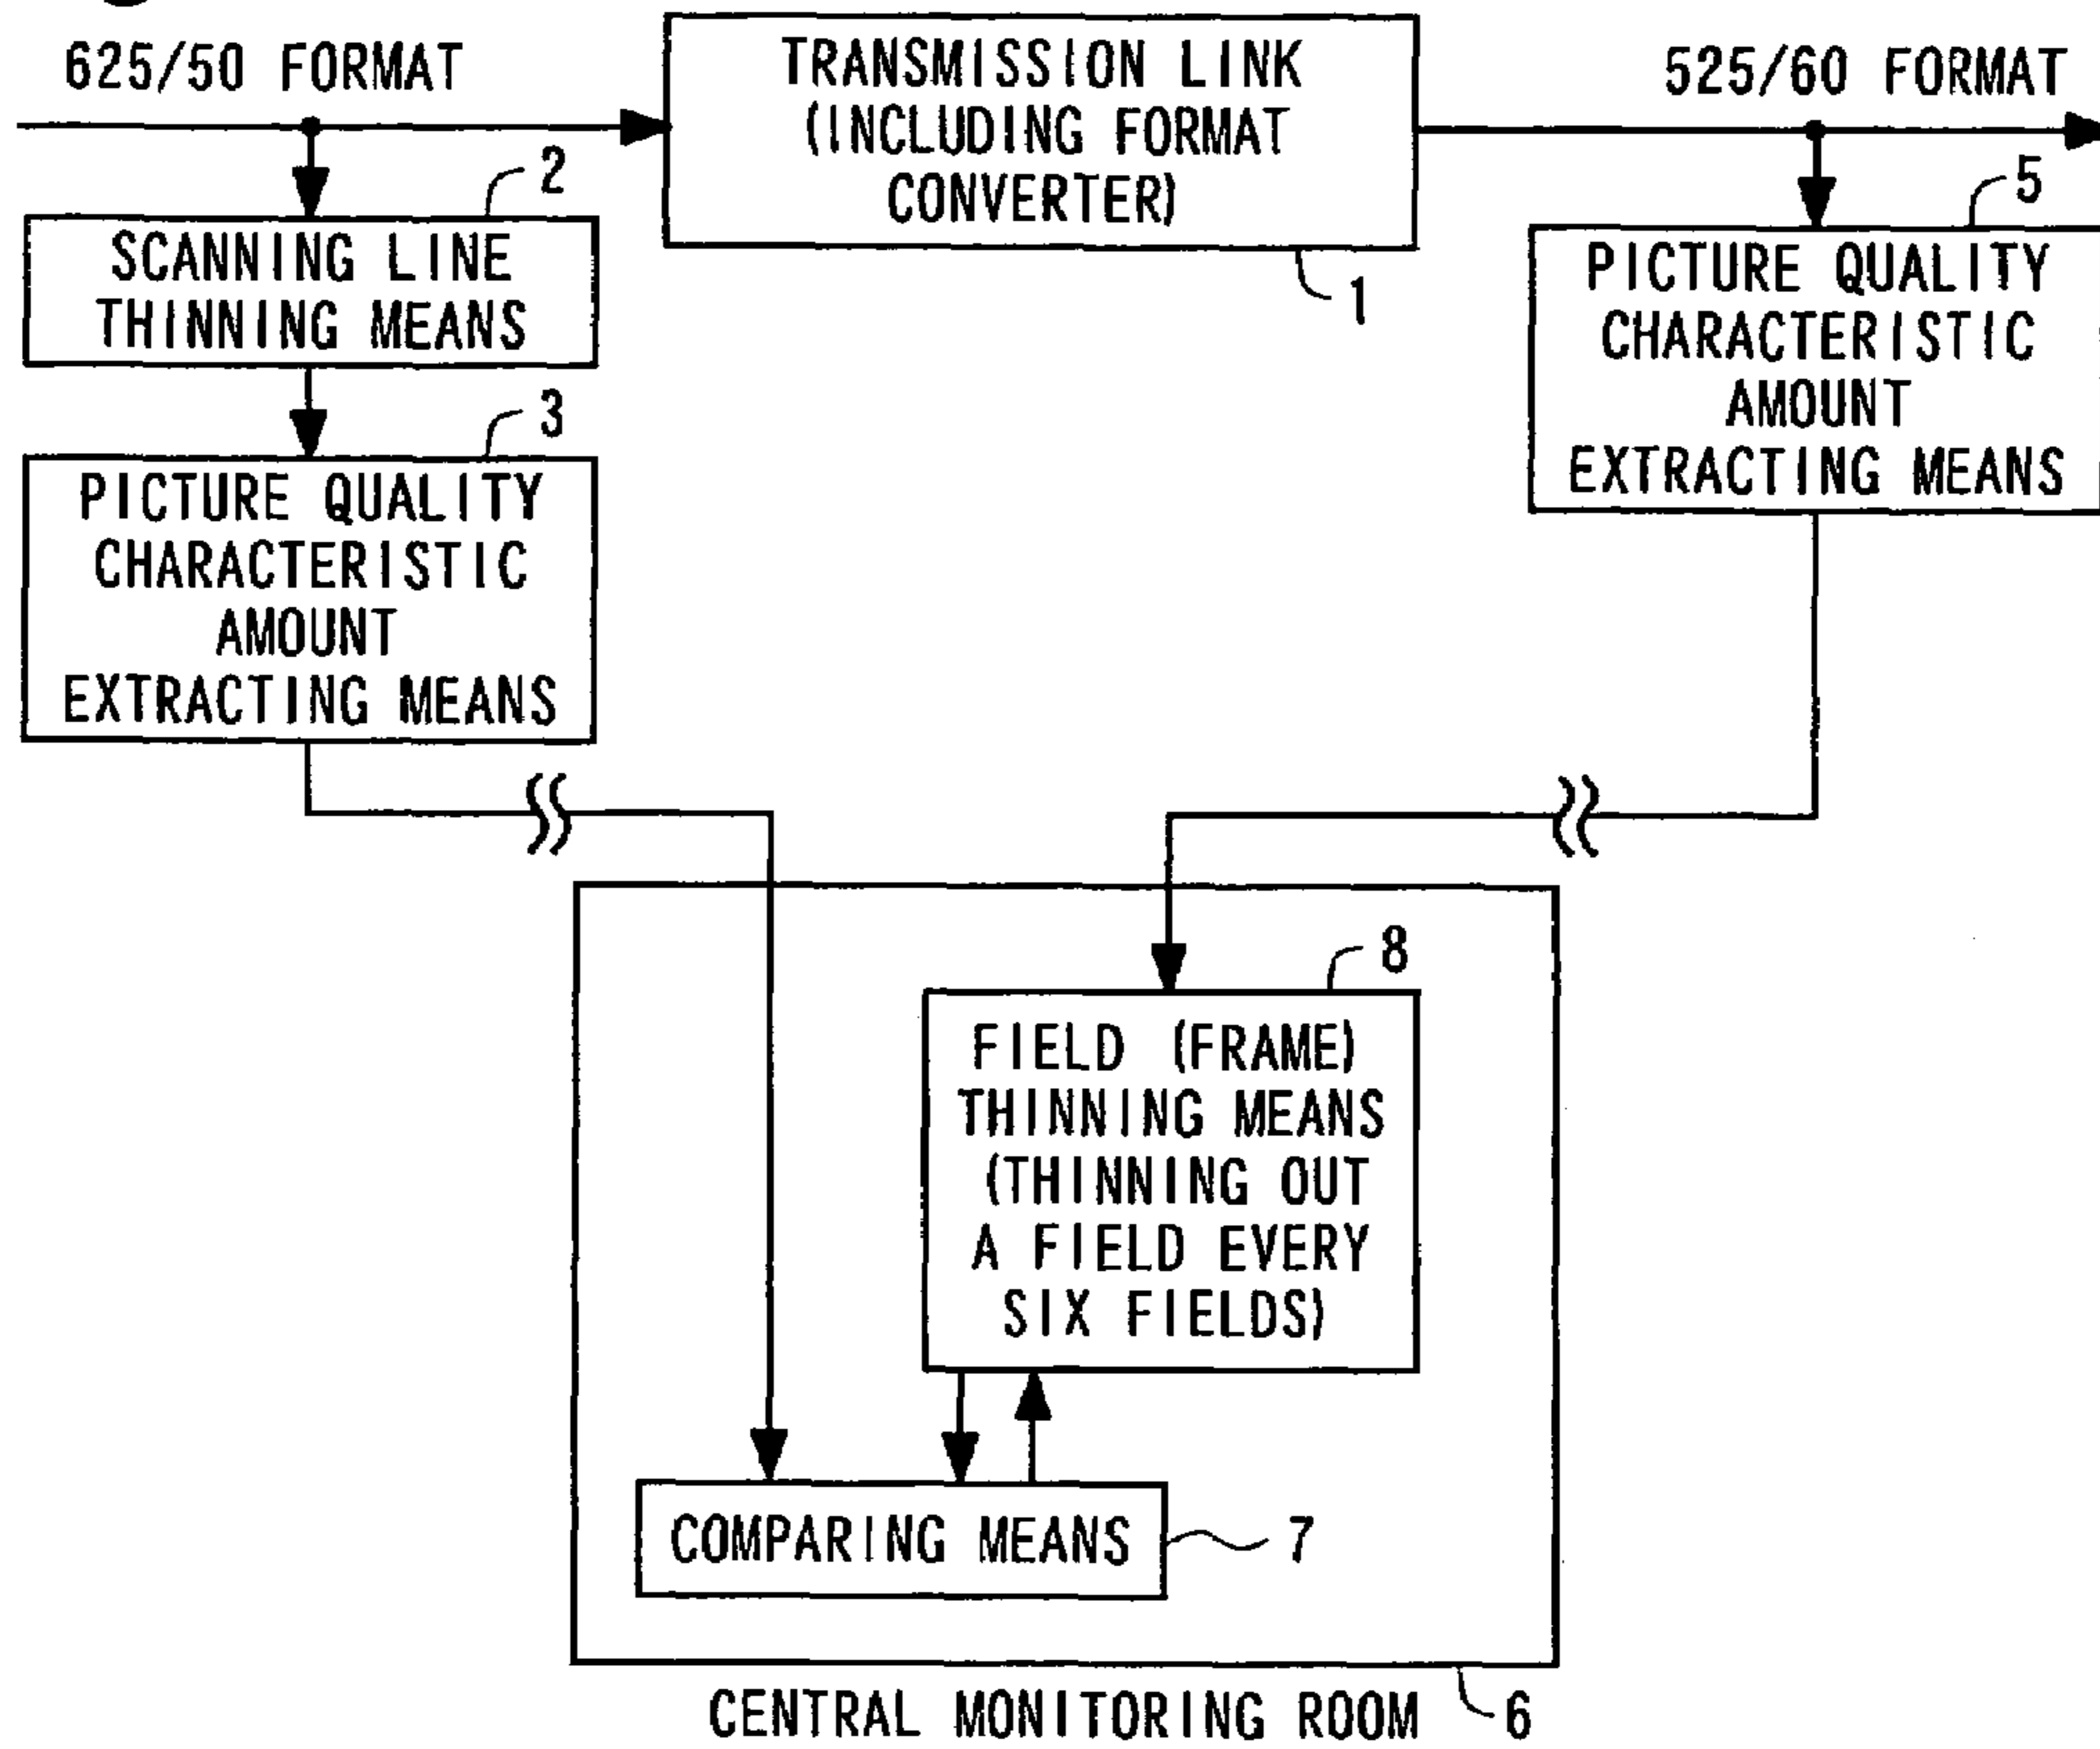 625/50 FORMAT
TRANSMISSION LINK
(INCLUDING FORMAT
CONVERTER)
1
525/60 FORMAT
2
SCANNING LINE
THINNING MEANS
3
PICTURE QUALITY
CHARACTERISTIC
AMOUNT
EXTRACTING MEANS
5
PICTURE QUALITY
CHARACTERISTIC
AMOUNT
EXTRACTING MEANS
8
FIELD (FRAME)
THINNING MEANS
(THINNING OUT
A FIELD EVERY
SIX FIELDS)
COMPARING MEANS
7
CENTRAL MONITORING ROOM
6